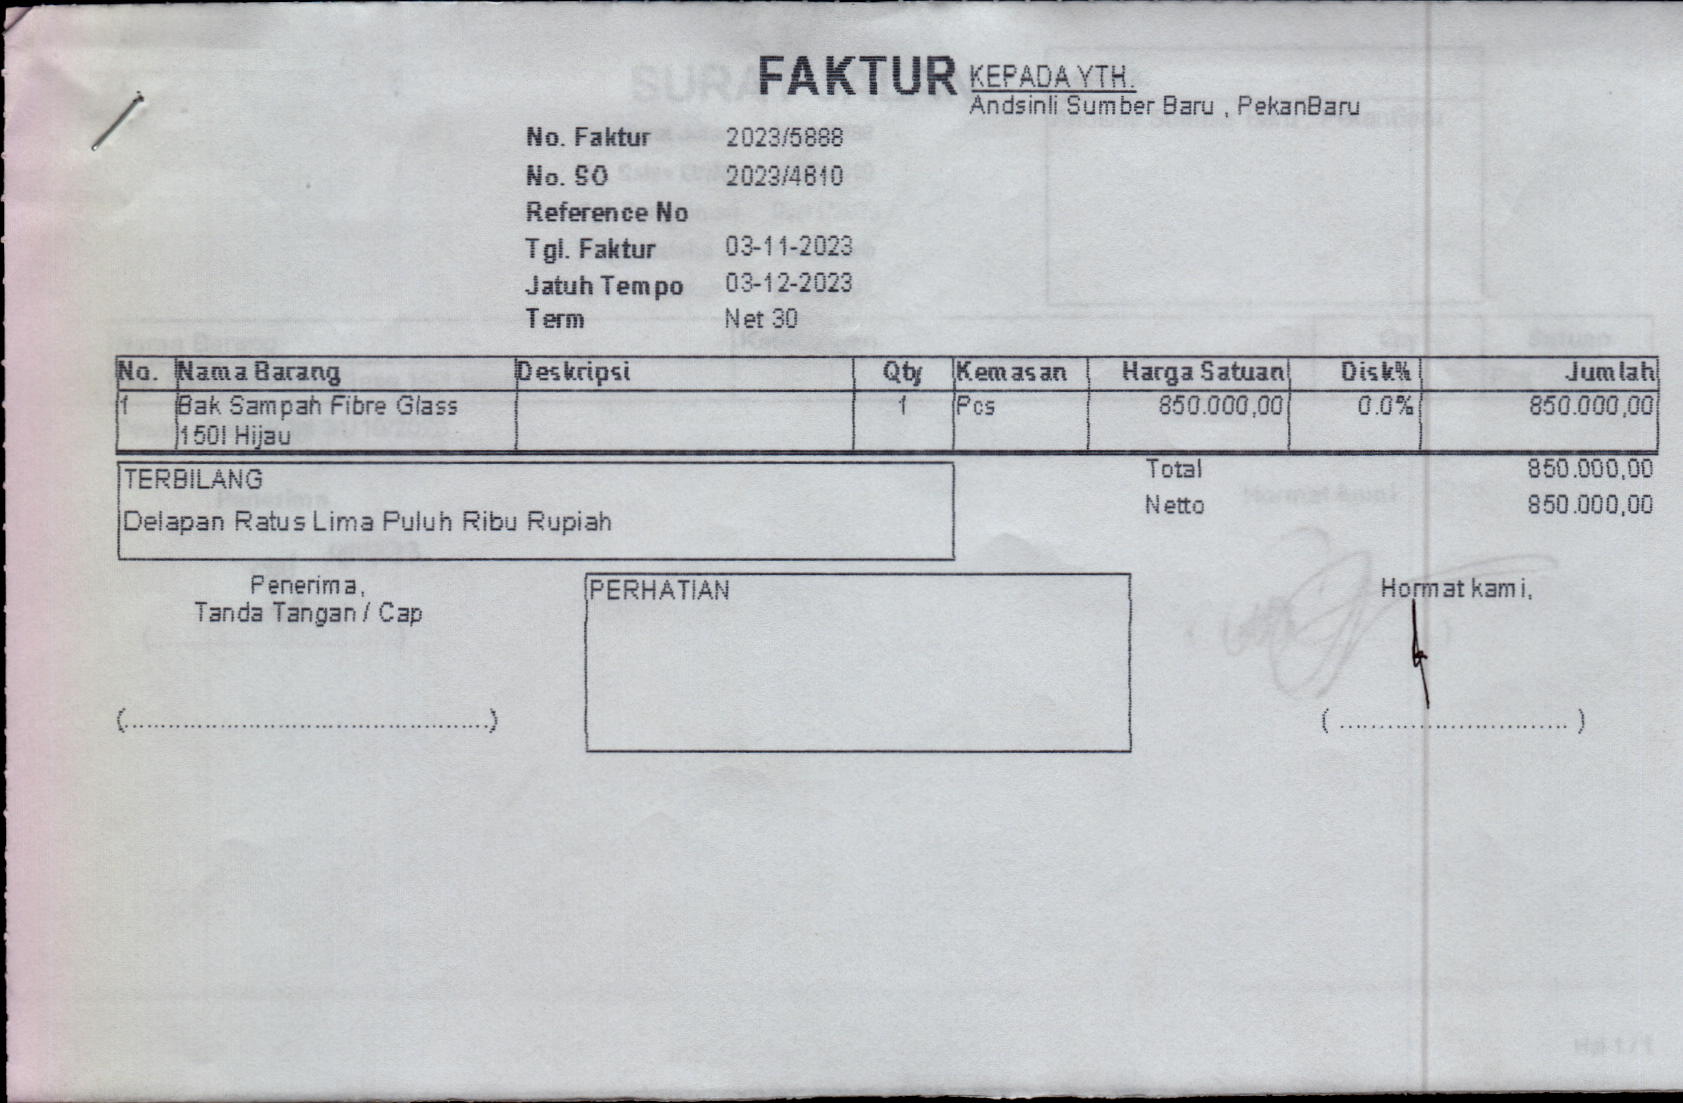 FAKTUR
KEPADA YTH.
Andsinli Sumber Baru , PekanBaru
No. Faktur 2023/5888
No. SO 2023/4610
Reference No
Tgl. Faktur 03-11-2023
Jatuh Tempo 03-12-2023
Term Net 30
No. Nama Barang Deskripsi Qty Kemasan Harga Satuan Disk% Jumlah
1 Bak Sampah Fibre Glass 1 Pcs 850.000,00 0.0% 850.000,00
150l Hijau
TERBILANG Total 850.000,00
Netto 850.000,00
Delapan Ratus Lima Puluh Ribu Rupiah
Penerima, PERHATIAN Hormat kami,
Tanda Tangan / Cap
(............................................) ( ............................ )